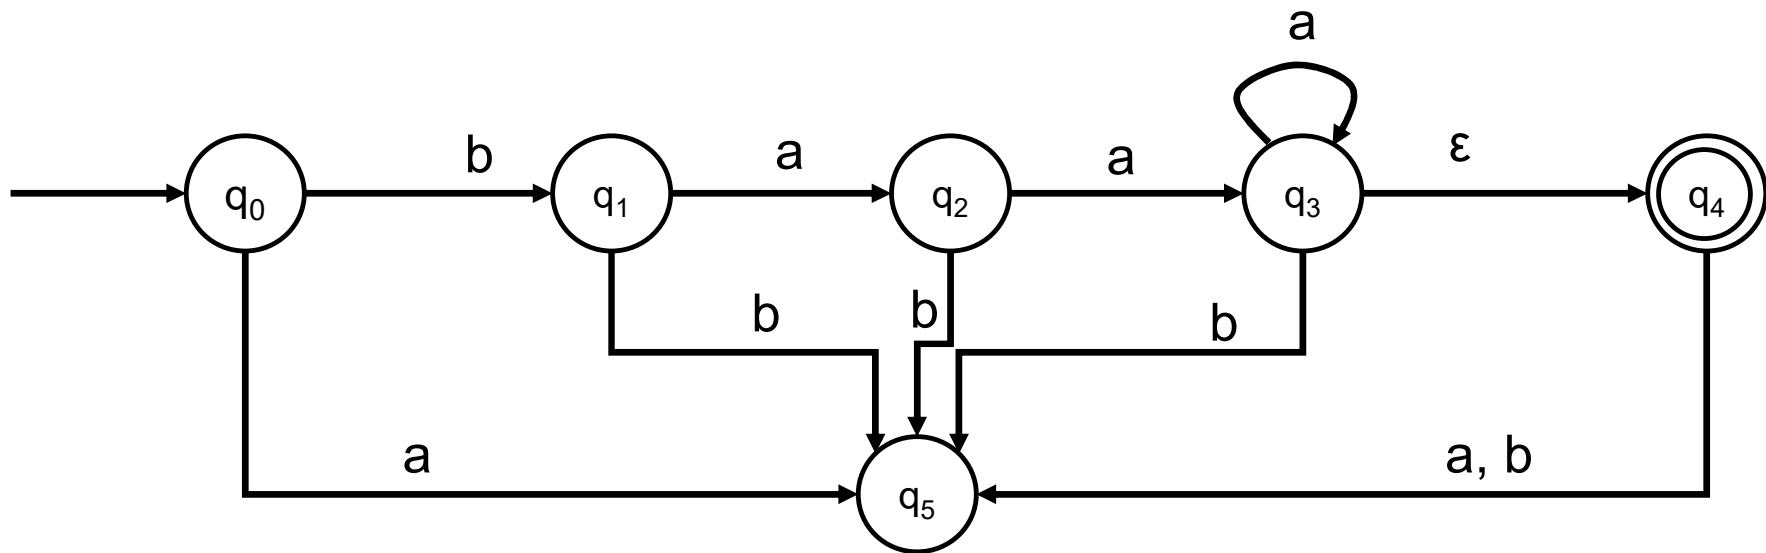 a
b a a ε
q₀ q₁ q₂ q₃ q₄
b b b
a a, b
q₅